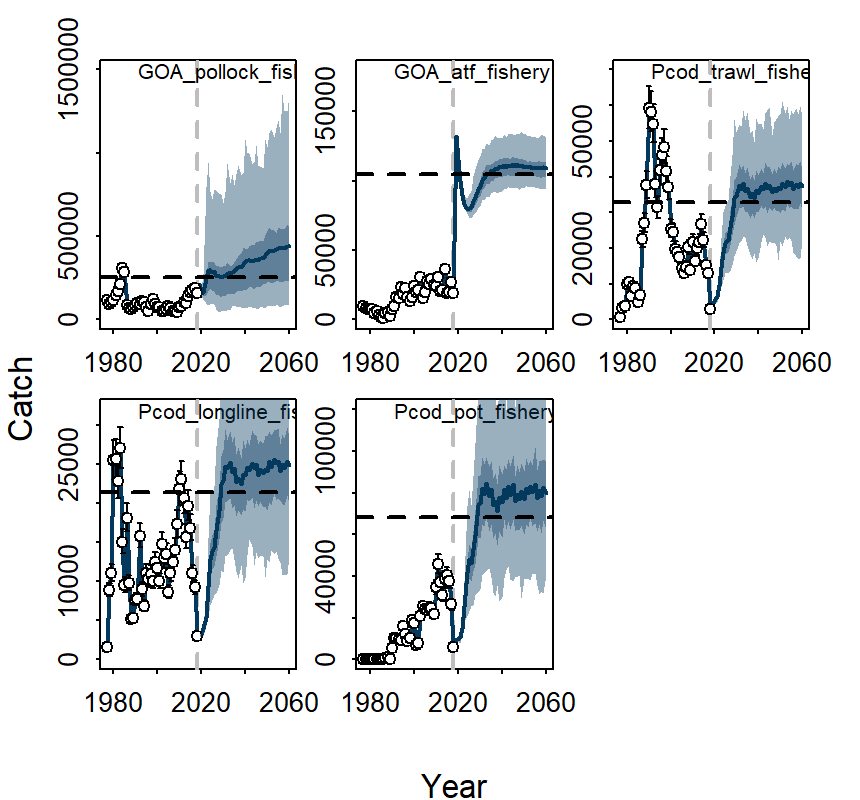 GOA_pollock_fis
GOA_atf_fishery
Pcod_trawl_fishe
1500000
500000
0
150000
50000
0
50000
20000
0
1980 2020 2060
1980 2020 2060
1980 2020 2060
Catch
Pcod_longline_fis
Pcod_pot_fishery
25000
10000
0
100000
40000
0
1980 2020 2060
1980 2020 2060
Year